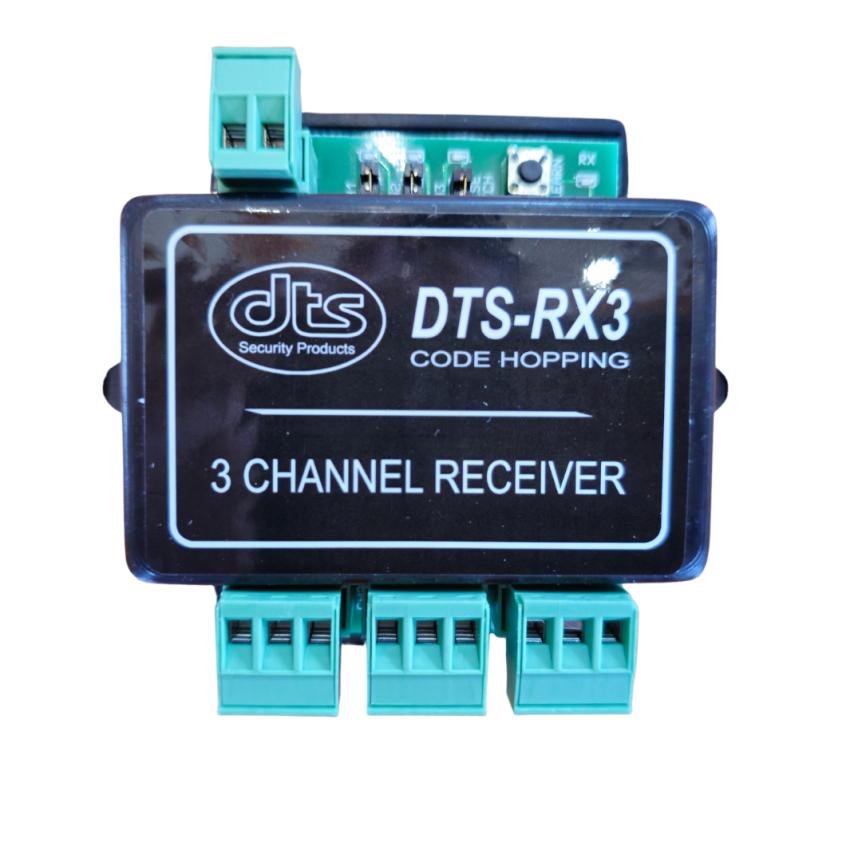 RX
dts
Security Products
DTS-RX3
CODE HOPPING
3 CHANNEL RECEIVER